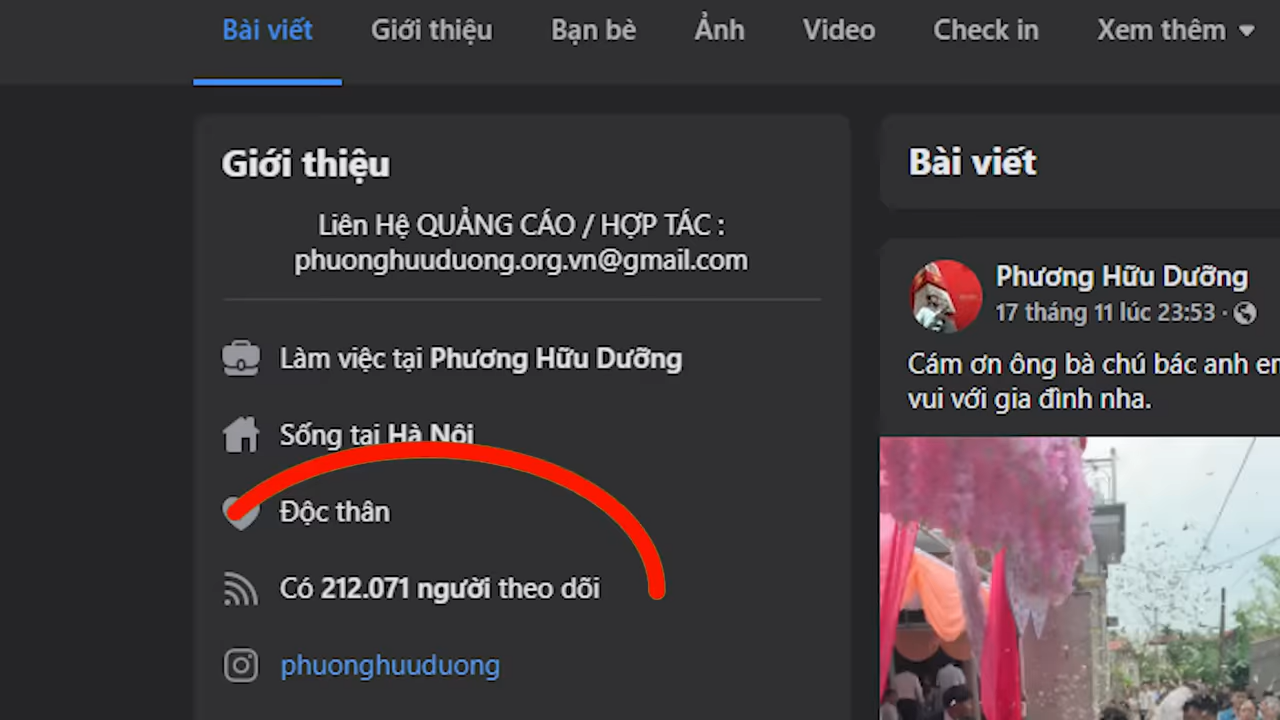 Bài viết
Giới thiệu
Bạn bè
Ảnh
Video
Check in
Xem thêm
Giới thiệu
Liên Hệ QUẢNG CÁO / HỢP TÁC :
phuonghuuduong.org.vn@gmail.com
Làm việc tại Phương Hữu Dưỡng
Sống tại Hà Nội
Độc thân
Có 212.071 người theo dõi
phuonghuuduong
Bài viết
Phương Hữu Dưỡng
17 tháng 11 lúc 23:53 ·
Cám ơn ông bà chú bác anh
vui với gia đình nha.